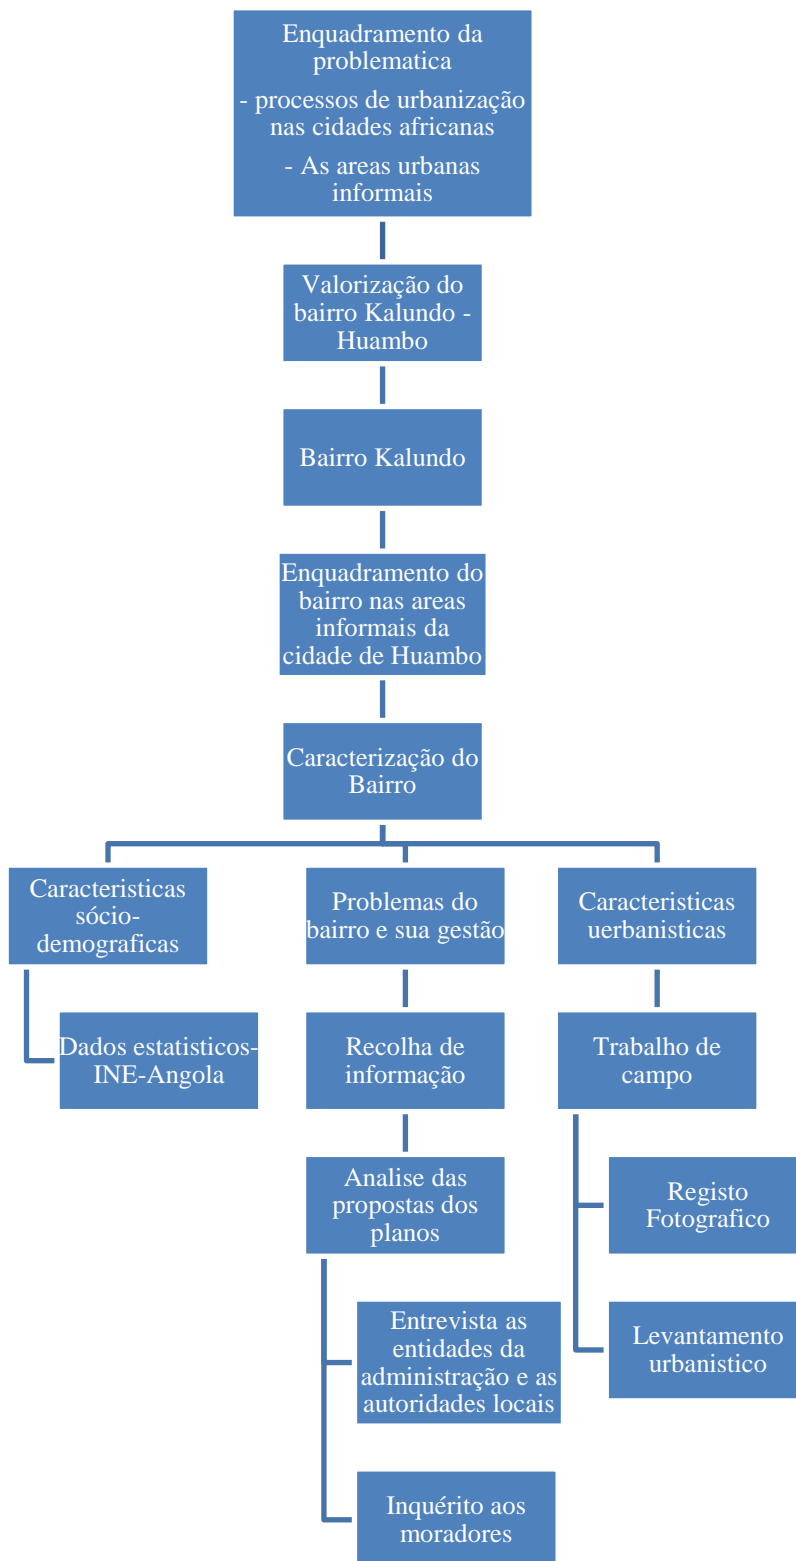 Enquadramento da
problematica
- processos de urbanização
nas cidades africanas
- As areas urbanas
informais
Valorização do
bairro Kalundo -
Huambo
Bairro Kalundo
Enquadramento do
bairro nas areas
informais da
cidade de Huambo
Caracterização do
Bairro
Caracteristicas
sócio-
demograficas
Dados estatisticos-
INE-Angola
Problemas do
bairro e sua gestão
Recolha de
informação
Analise das
propostas dos
planos
Entrevista as
entidades da
administração e as
autoridades locais
Inquérito aos
moradores
Caracteristicas
uerbanisticas
Trabalho de
campo
Registo
Fotografico
Levantamento
urbanistico